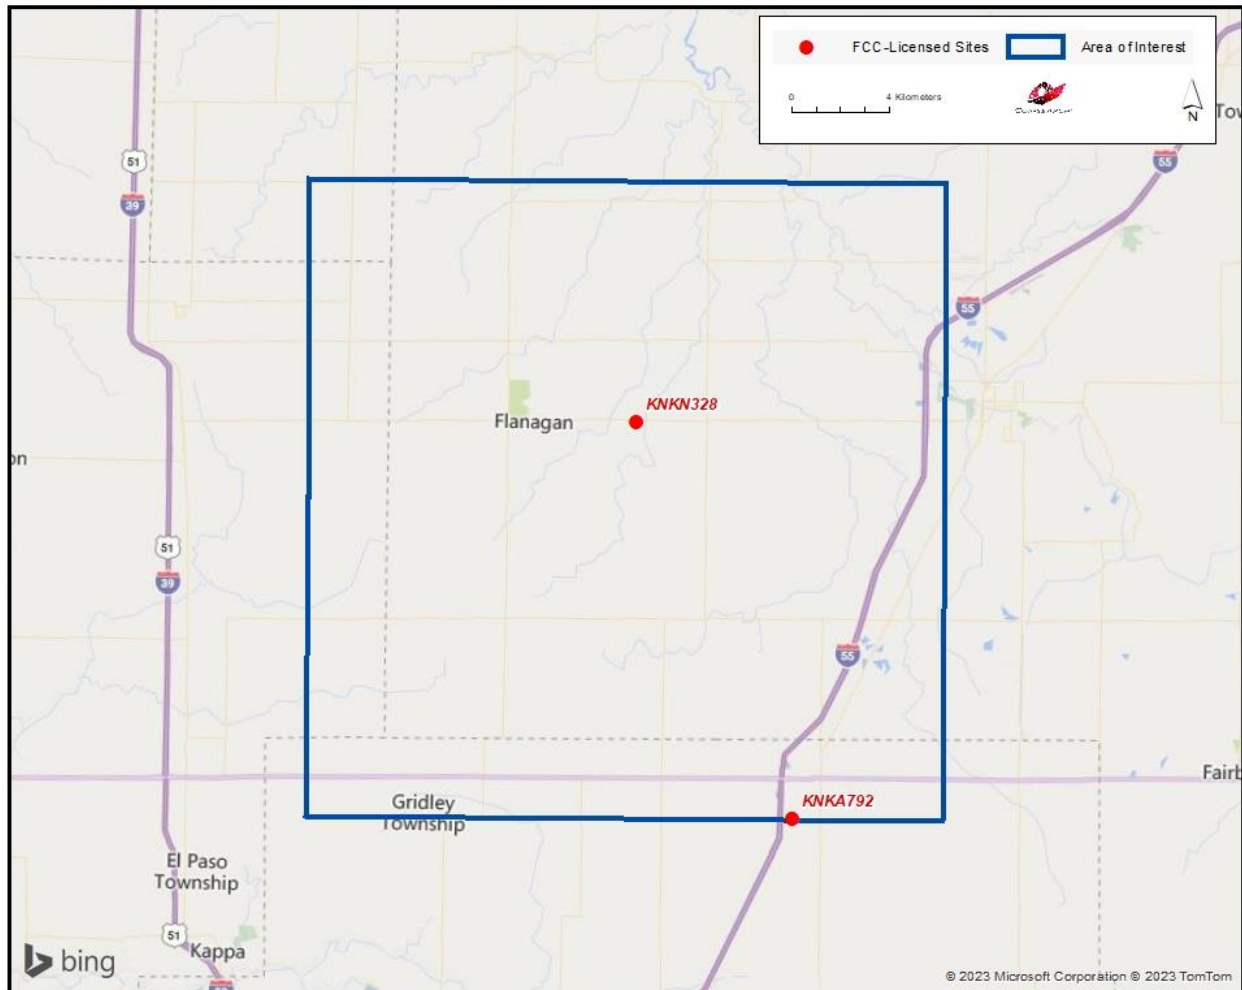 FCC-Licensed Sites
Area of Interest
0
4 Kilometers
N
Tow
51
39
55
55
KNKN328
Flanagan
on
51
39
55
Fairb
KNKA792
Gridley
Township
El Paso
Township
51
Kappa
bing
© 2023 Microsoft Corporation © 2023 TomTom